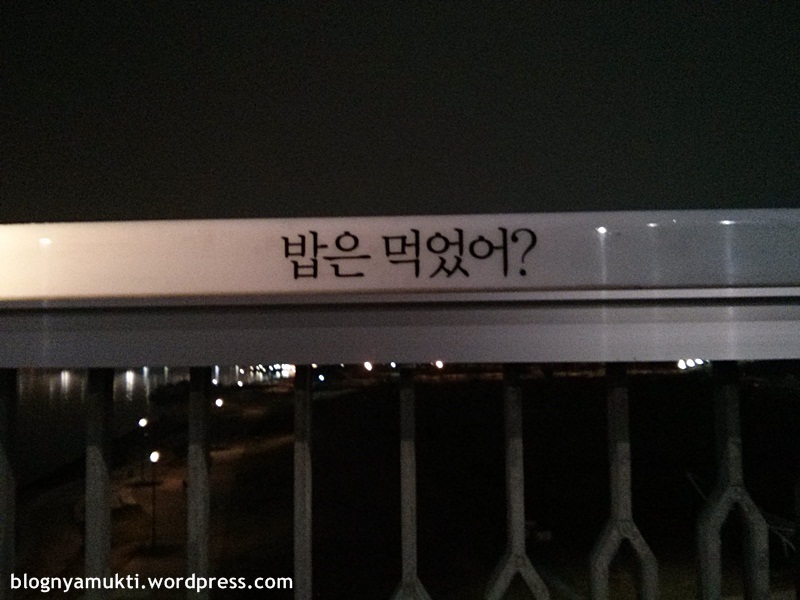 밥은 먹었어?
blognyamukti.wordpress.com